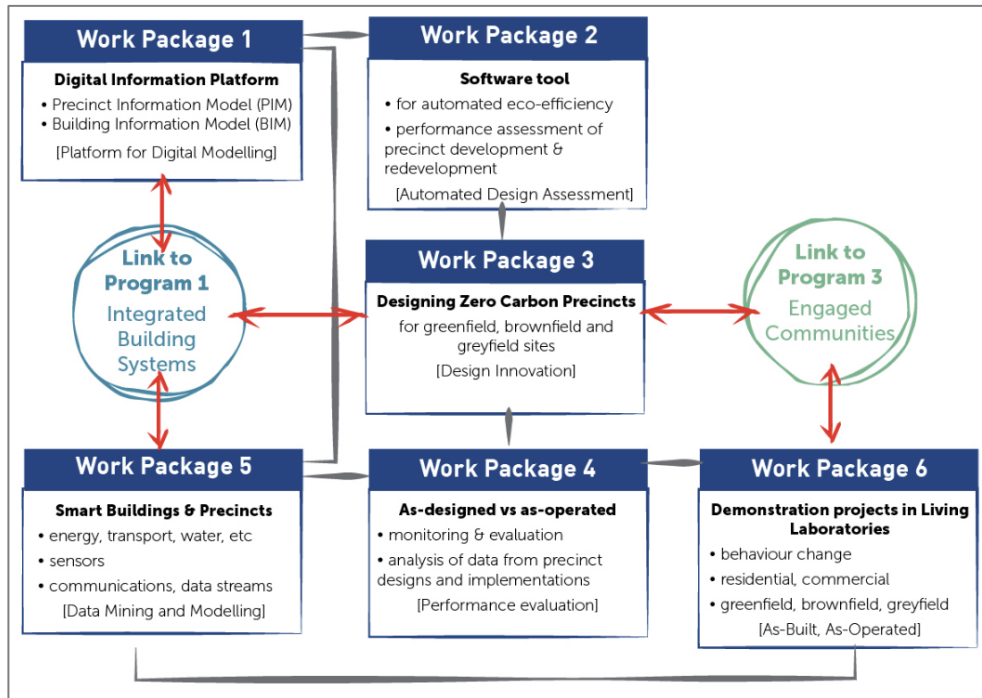 Work Package 1
Digital Information Platform
• Precinct Information Model (PIM)
• Building Information Model (BIM)
[Platform for Digital Modelling]
Work Package 2
Software tool
• for automated eco-efficiency
• performance assessment of
precinct development &
redevelopment
[Automated Design Assessment]
Link to
Program 1
Integrated
Building
Systems
Work Package 3
Designing Zero Carbon Precincts
for greenfield, brownfield and
greyfield sites
[Design Innovation]
Link to
Program 3
Engaged
Communities
Work Package 5
Smart Buildings & Precincts
• energy, transport, water, etc
• sensors
• communications, data streams
[Data Mining and Modelling]
Work Package 4
As-designed vs as-operated
• monitoring & evaluation
• analysis of data from precinct
designs and implementations
[Performance evaluation]
Work Package 6
Demonstration projects in Living
Laboratories
• behaviour change
• residential, commercial
• greenfield, brownfield, greyfield
[As-Built, As-Operated]